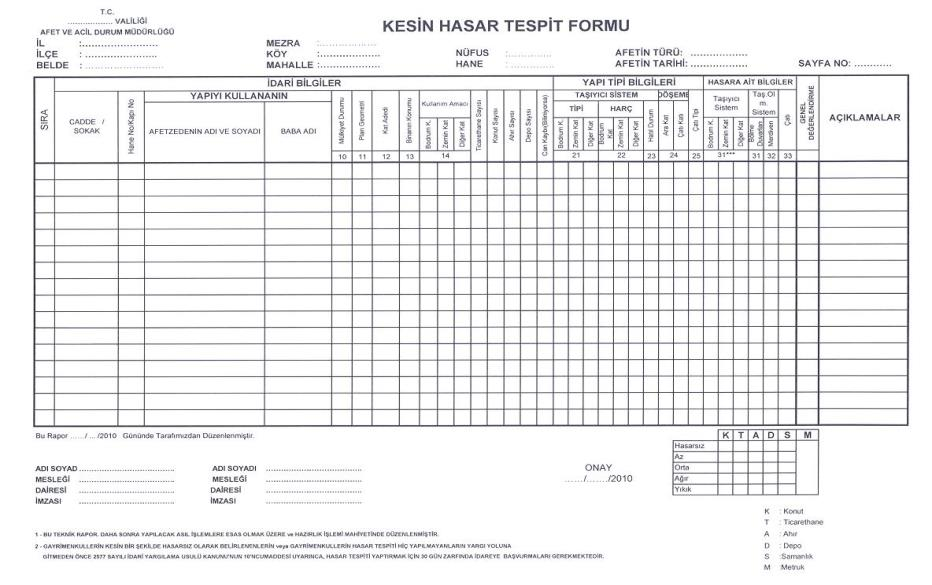 T.C.
.................. VALİLİĞİ
AFET VE ACİL DURUM MÜDÜRLÜĞÜ
KESİN HASAR TESPİT FORMU
İL :.........................
İLÇE : ........................
BELDE : ..........................
MEZRA :...................
KÖY :...................
MAHALLE :...................
NÜFUS :...............
HANE :...............
AFETİN TÜRÜ: ..................
AFETİN TARİHİ: ..................
SAYFA NO: ............
SIRA
İDARİ BİLGİLER
YAPI TİPİ BİLGİLERİ
HASARA AİT BİLGİLER
GENEL DEĞERLENDİRME
AÇIKLAMALAR
CADDE / SOKAK
Hane No/Kapı No
YAPIYI KULLANANIN
AFETZEDENİN ADI VE SOYADI
BABA ADI
Mülkiyet Durumu
Plan Geometri
Kat Adedi
Binanın Konumu
Kullanım Amacı
Bodrum K.
Zemin Kat
Diğer Kat
Ticarethane Sayısı
Konut Sayısı
Ahır Sayısı
Depo Sayısı
Can Kaybı(Biliniyorsa)
TAŞIYICI SİSTEM
TİPİ
HARÇ
Bodrum K.
Zemin Kat
Diğer Kat
Bodrum Kat
Zemin Kat
Diğer Kat
Hatıl Durum
DÖŞEME
Ara Kat
Çatı Katı
Çatı Tipi
Taşıyıcı Sistem
Bodrum K.
Zemin Kat
Diğer Kat
Taş.Ol m. Sistem
Bölme Duvarları
Merdiven
Çatı
10 11 12 13 14 21 22 23 24 25 31*** 31 32 33
Bu Rapor ....../ ... /2010 Gününde Tarafımızdan Düzenlenmiştir.
K T A D S M
Hasarsız
Az
Orta
Ağır
Yıkık
ADI SOYAD ....................................
MESLEĞİ ....................................
DAİRESİ ....................................
İMZASI ....................................
ADI SOYADI ....................................
MESLEĞİ ....................................
DAİRESİ ....................................
İMZASI ....................................
ONAY
....../......./2010
K : Konut
T : Ticarethane
A : Ahır
D : Depo
S :Samanlık
M :Metruk
1 - BU TEKNİK RAPOR. DAHA SONRA YAPILACAK ASIL İŞLEMLERE ESAS OLMAK ÜZERE ve HAZIRLIK İŞLEMİ MAHİYETİNDE DÜZENLENMİŞTİR.
2 - GAYRİMENKULLERİN KESİN BİR ŞEKİLDE HASARSIZ OLARAK BELİRLENENLERİN veya GAYRİMENKULLERİN HASAR TESPİTİ HİÇ YAPILMAYANLARIN YARGI YOLUNA
GİTMEDEN ÖNCE 2577 SAYILI İDARİ YARGILAMA USULÜ KANUNU'NUN 10'NCUMADDESİ UYARINCA, HASAR TESPİTİ YAPTIRMAK İÇİN 30 GÜN ZARFINDA İDAREYE BAŞVURMALARI GEREKMEKTEDİR.